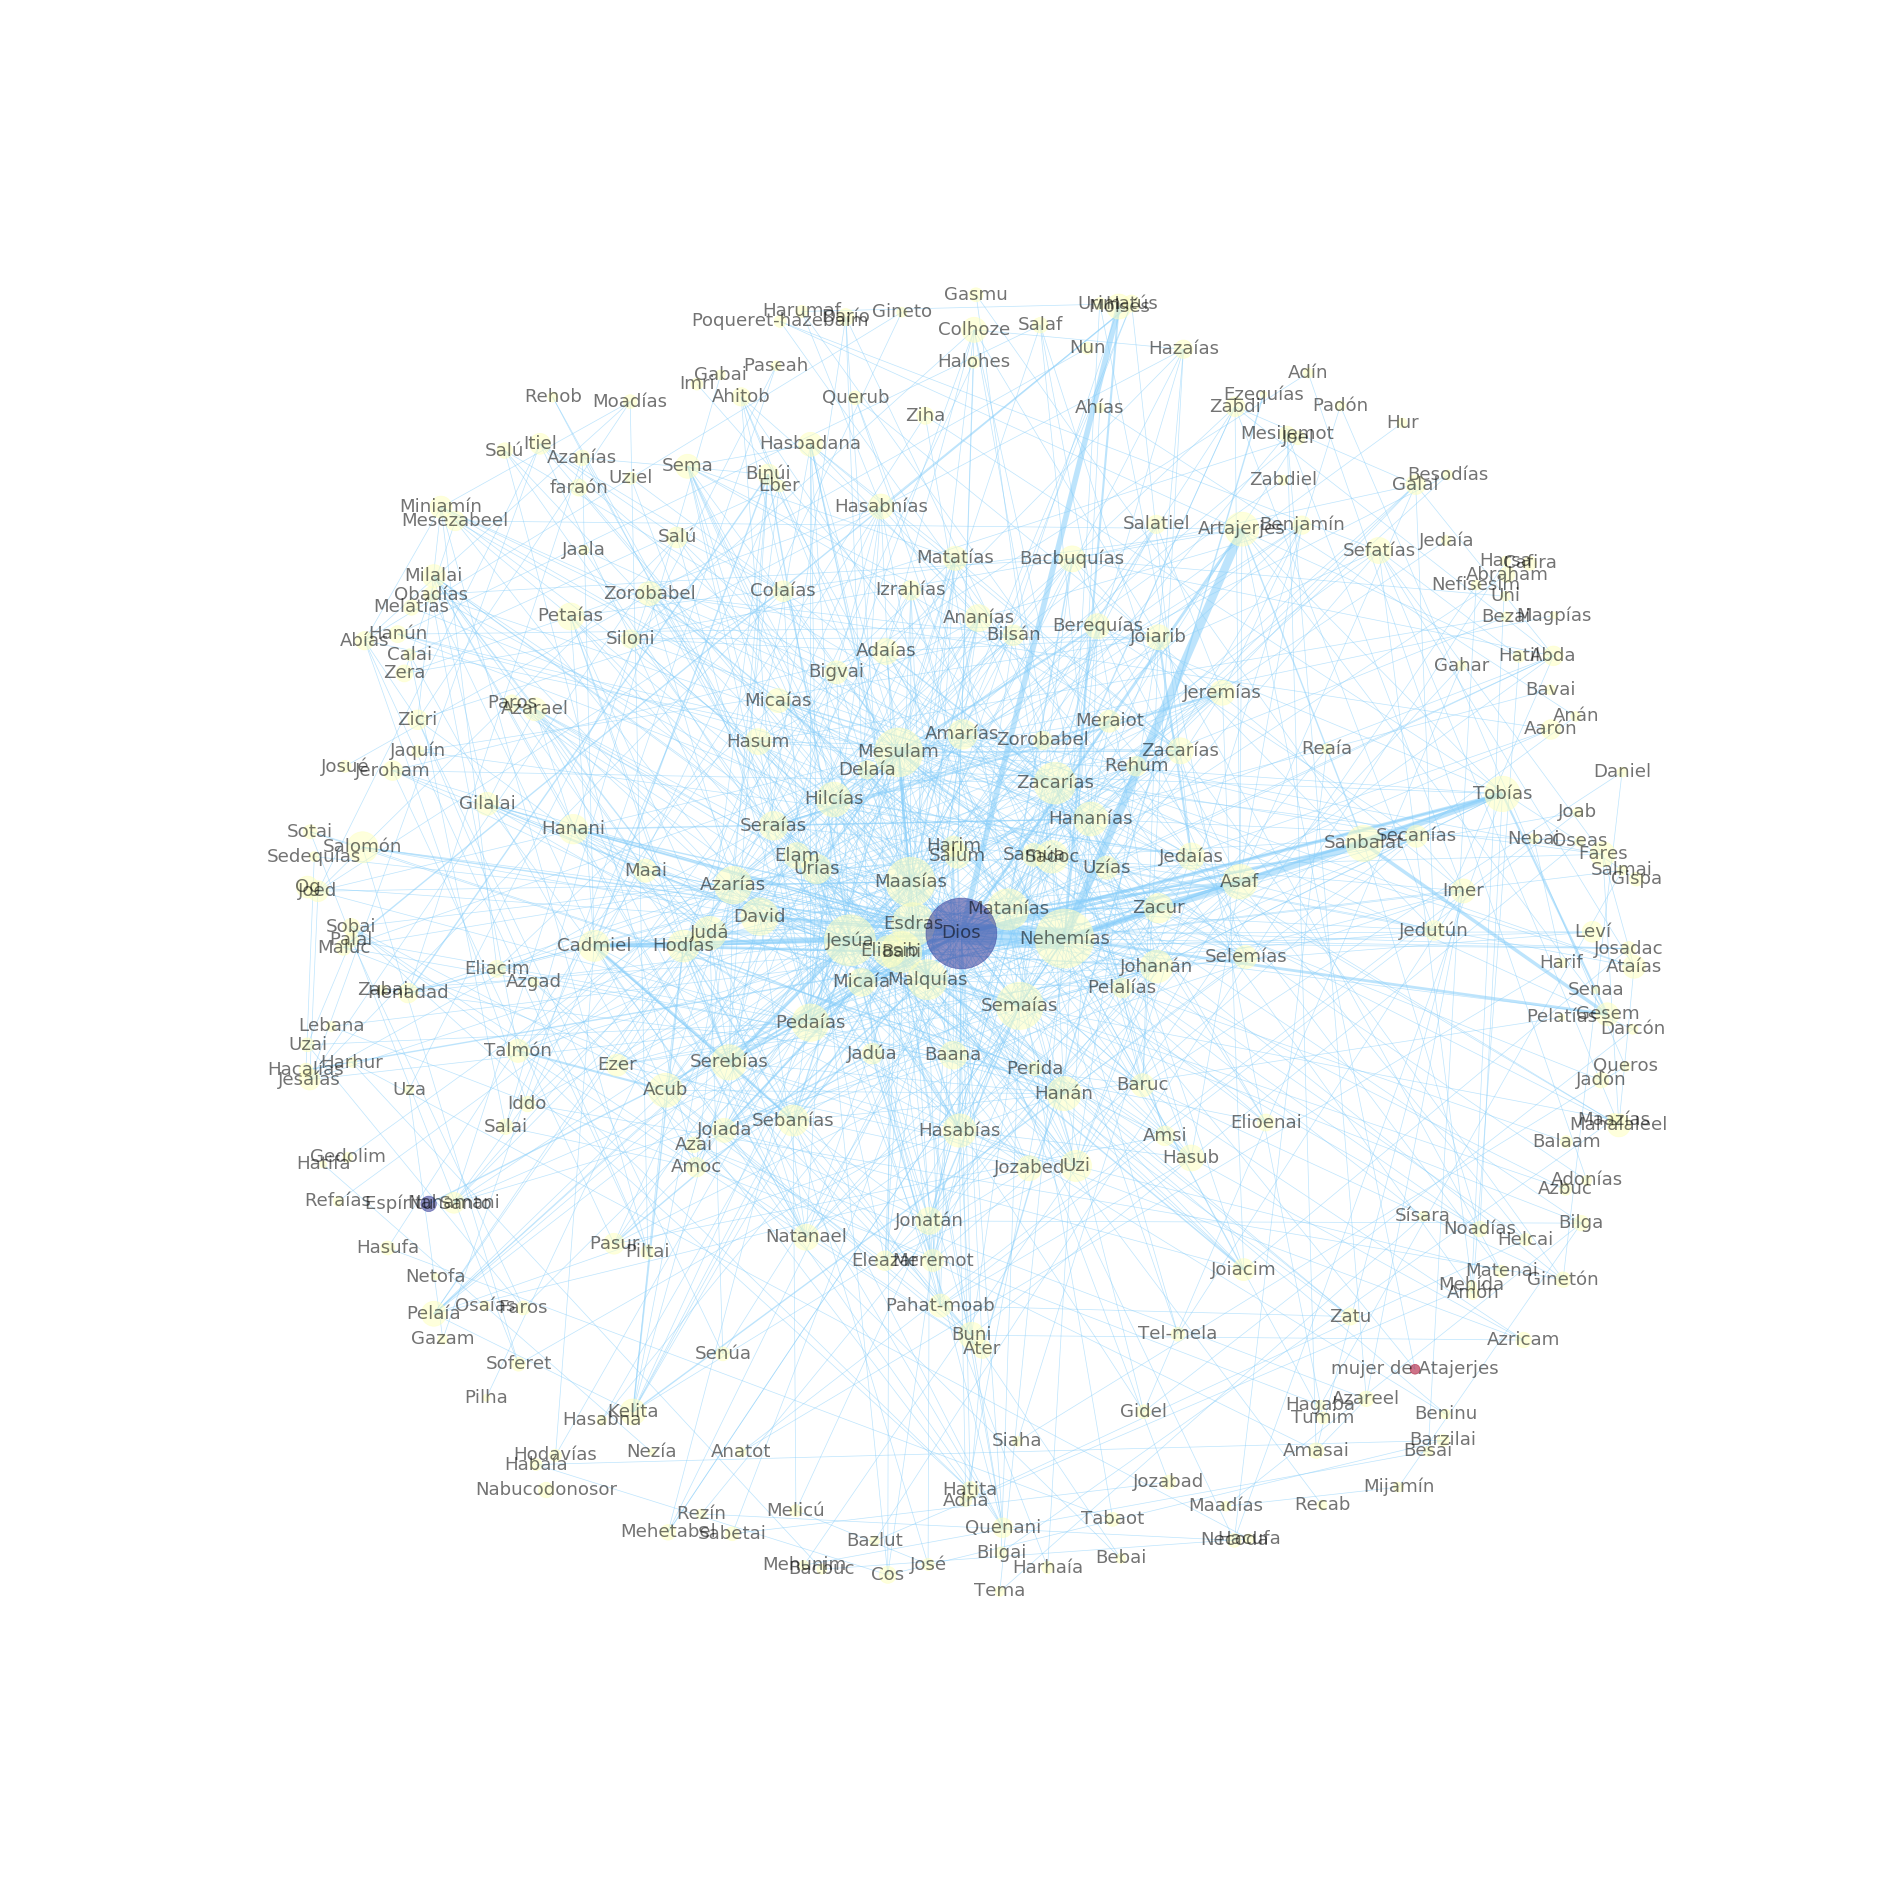 Gasmu
Harumaf
Poqueret-hazebaim
Darío
Gineto
Colhoze
Salaf
Urim
Hatús
Moisés
Nun
Hazaías
Halohes
Paseah
Gabai
Imri
Ahitob
Querub
Ziha
Ahías
Adín
Ezequías
Zabdi
Padón
Hur
Rehob
Moadías
Mesilemot
Joel
Itiel
Salú
Azanías
Hasbadana
Sema
Binúi
Eber
Uziel
faraón
Zabdiel
Besodías
Galal
Miniamín
Mesezabeel
Hasabnías
Salatiel
Artajerjes
Benjamín
Salú
Jaala
Jedaía
Sefatías
Matatías
Bacbuquías
Harsa
Cafira
Abraham
Nefisesim
Uni
Milalai
Obadías
Melatías
Zorobabel
Colaías
Izrahías
Petaías
Ananías
Bilsán
Berequías
Joiarib
Bezai
Magpías
Hanún
Abías
Siloni
Calai
Zera
Adaías
Bigvai
Hatil
Abda
Gahar
Bavai
Jeremías
Paros
Azarael
Micaías
Zicri
Meraiot
Anán
Aarón
Amarías
Zorobabel
Hasum
Mesulam
Jaquín
Josué
Jeroham
Delaía
Zacarías
Rehum
Reaía
Daniel
Zacarías
Gilalai
Hilcías
Tobías
Joab
Sotai
Salomón
Sedequías
Hanani
Seraías
Hananías
Sanbalat
Secanías
Nebai
Oseas
Fares
Elam
Urías
Harim
Salum
Samúa
Sadoc
Uzías
Jedaías
Salmai
Gispa
Og
Joed
Maai
Azarías
Maasías
Asaf
Imer
David
Matanías
Zacur
Sobai
Palal
Maluc
Judá
Esdras
Dios
Nehemías
Jedutún
Leví
Cadmiel
Hodías
Jesúa
Eliasib
Bani
Selemías
Josadac
Harif
Ataías
Eliacim
Azgad
Micaía
Malquías
Johanán
Pelalías
Zabai
Henadad
Senaa
Semaías
Gesem
Pelatías
Darcón
Lebana
Uzai
Pedaías
Talmón
Jadúa
Baana
Harhur
Hacalías
Jesaías
Ezer
Serebías
Perida
Queros
Jadón
Uza
Acub
Hanán
Baruc
Iddo
Salai
Joiada
Azai
Sebanías
Hasabías
Amsi
Elioenai
Maazías
Mahalaleel
Balaam
Gedolim
Hatifa
Amoc
Jozabed
Uzi
Hasub
Adonías
Azbuc
Refaías
Espíritu Santo
Nahamani
Sísara
Noadías
Bilga
Helcai
Hasufa
Pasur
Piltai
Natanael
Jonatán
Eleazar
Meremot
Joiacim
Netofa
Matenai
Mehída
Amón
Ginetón
Osaías
Faros
Pelaía
Gazam
Pahat-moab
Buni
Ater
Tel-mela
Zatu
Azricam
Soferet
Senúa
mujer de Atajerjes
Pilha
Kelita
Hasabna
Gidel
Hagaba
Azareel
Tumim
Beninu
Barzilai
Besai
Hodavías
Habaía
Nezía
Anatot
Siaha
Amasai
Nabucodonosor
Hatita
Adna
Jozabad
Mijamín
Maadías
Recab
Rezín
Melicú
Mehetabel
Sabetai
Bazlut
Quenani
Tabaot
Necoda
Hacufa
Mehunim
Bacbuc
Cos
José
Bilgai
Harhaía
Bebai
Tema